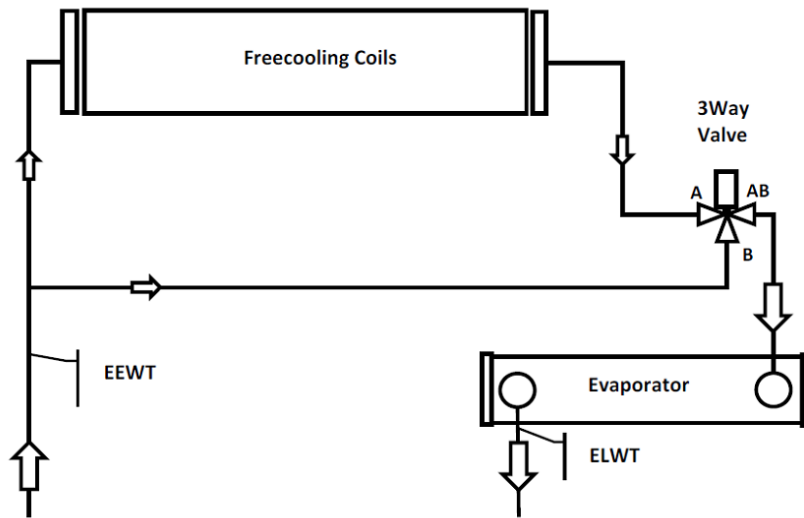 Freecooling Coils
3Way
Valve
A
AB
B
EEWT
Evaporator
ELWT